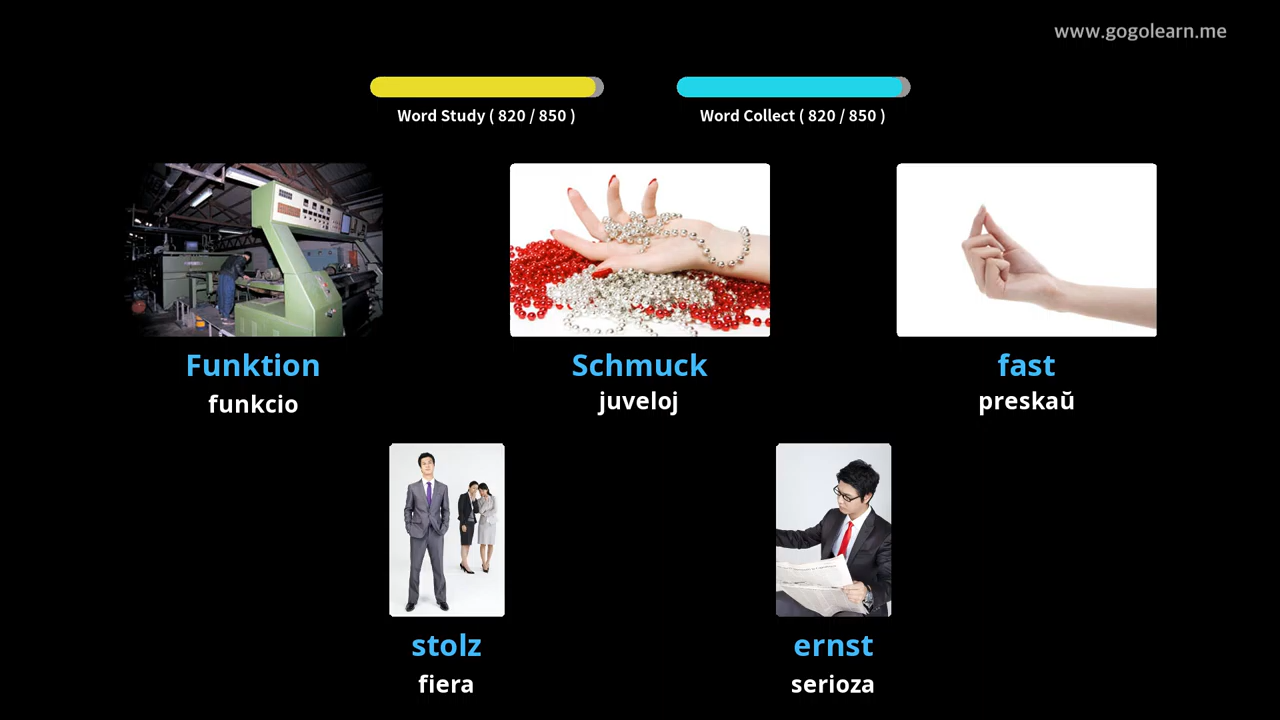 www.gogolearn.me
Word Study ( 820 / 850 )
Word Collect ( 820 / 850 )
Funktion
funkcio
Schmuck
juveloj
fast
preskaŭ
stolz
fiera
ernst
serioza